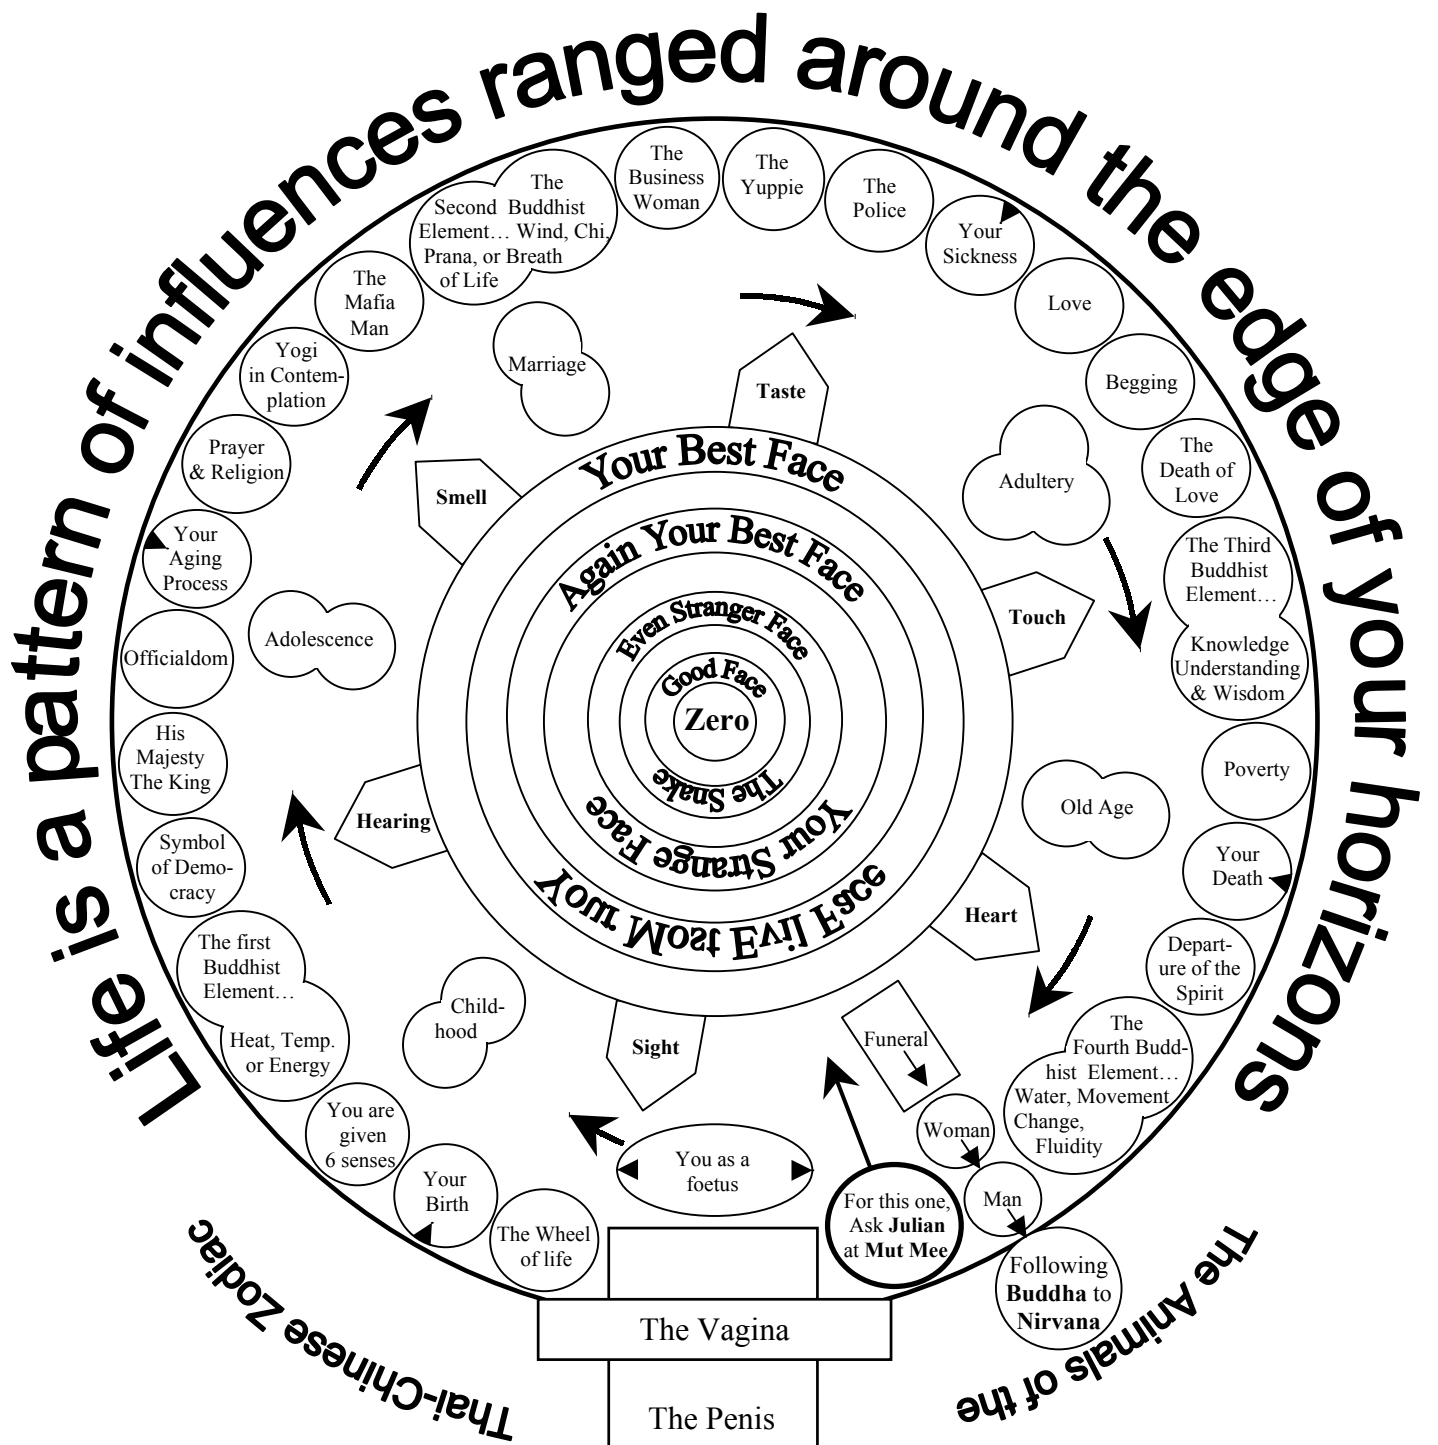 Life is a pattern of influences ranged around the edge of your horizons
The Wheel
of life
Your
Birth
You are
given
6 senses
The first
Buddhist
Element…
Heat, Temp.
or Energy
Symbol
of Demo-
cracy
His
Majesty
The King
Officialdom
Your
Aging
Process
Prayer
& Religion
Yogi
in Contem-
plation
The
Mafia
Man
The
Second Buddhist
Element… Wind, Chi,
Prana, or Breath
of Life
The
Business
Woman
The
Yuppie
The
Police
Your
Sickness
Love
Begging
The
Death of
Love
The Third
Buddhist
Element…
Knowledge
Understanding
& Wisdom
Poverty
Your
Death
Depart-
ure of the
Spirit
The
Fourth Budd-
hist Element…
Water, Movement
Change,
Fluidity
You as a
foetus
Child-
hood
Adolescence
Marriage
Adultery
Old Age
Funeral
Woman
Man
Following
Buddha to
Nirvana
For this one,
Ask Julian
at Mut Mee
Sight
Hearing
Smell
Taste
Touch
Heart
Your Best Face
Again Your Best Face
Even Stranger Face
Good Face
Zero
The Snake
Your Strange Face
Your Most Evil Face
The Vagina
The Penis
The Animals of the
Thai-Chinese Zodiac